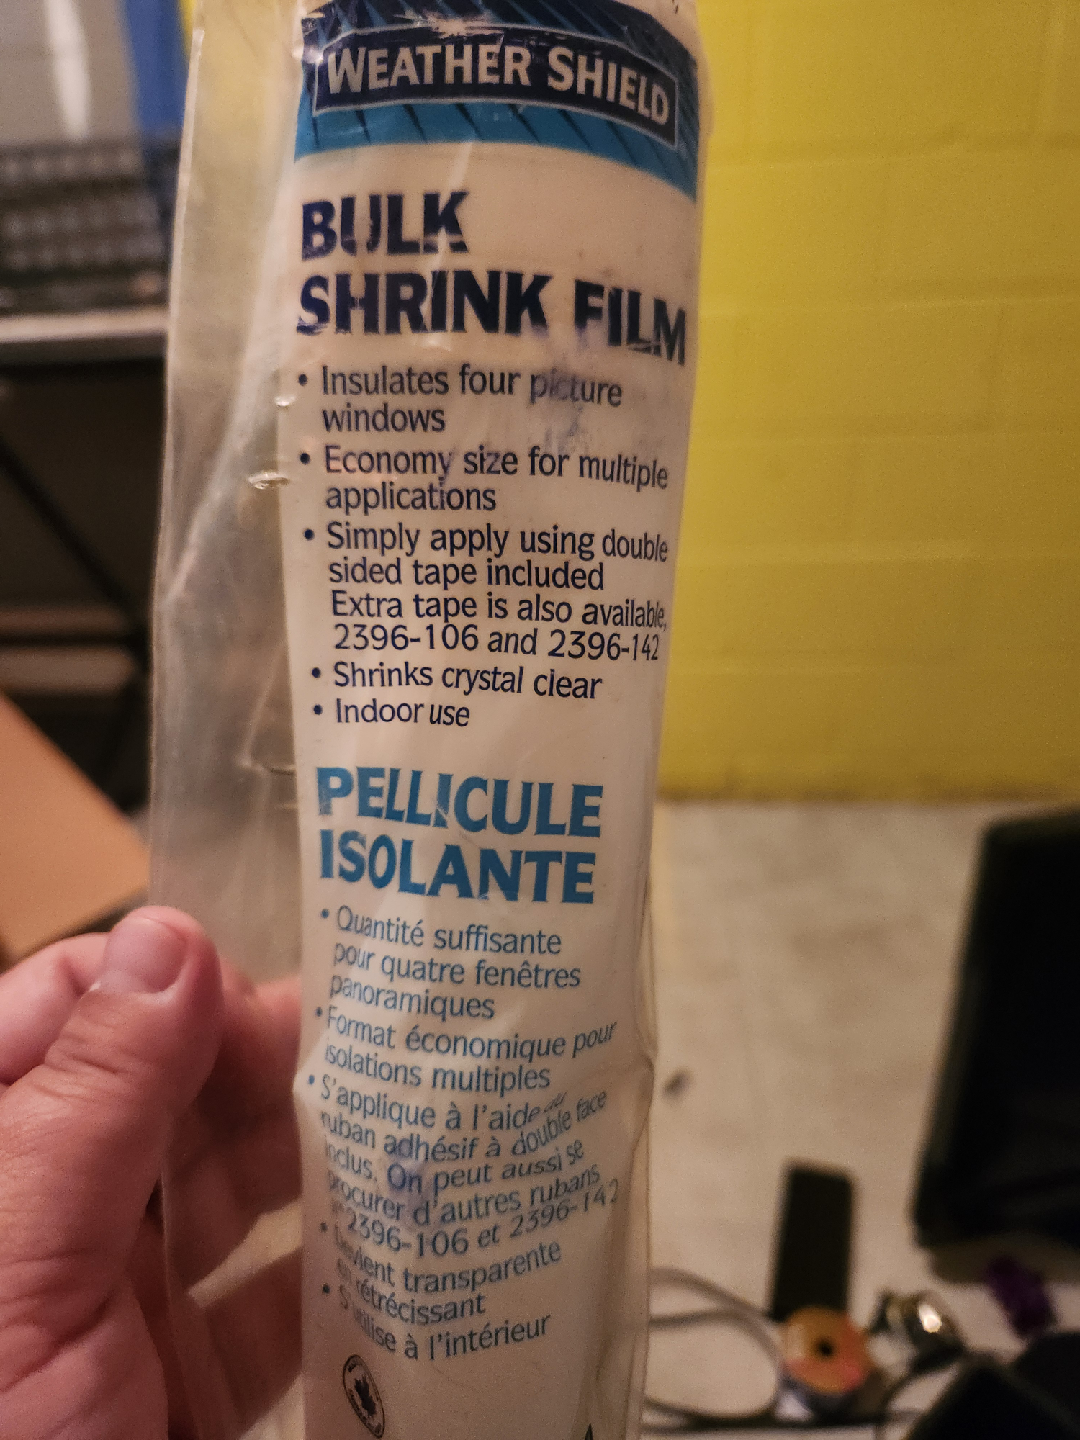 WEATHER SHIELD
BULK
SHRINK FILM
• Insulates four picture
windows
• Economy size for multiple
applications
• Simply apply using double
sided tape included
Extra tape is also available,
2396-106 and 2396-142
• Shrinks crystal clear
• Indoor use
PELLICULE
ISOLANTE
• Quantité suffisante
pour quatre fenêtres
panoramiques
• Format économique pour
isolations multiples
• S'applique à l'aide du
ruban adhésif à double face
inclus. On peut aussi se
procurer d'autres rubans
2396-106 et 2396-142
• Devient transparente
rétrécissant
• S'utilise à l'intérieur